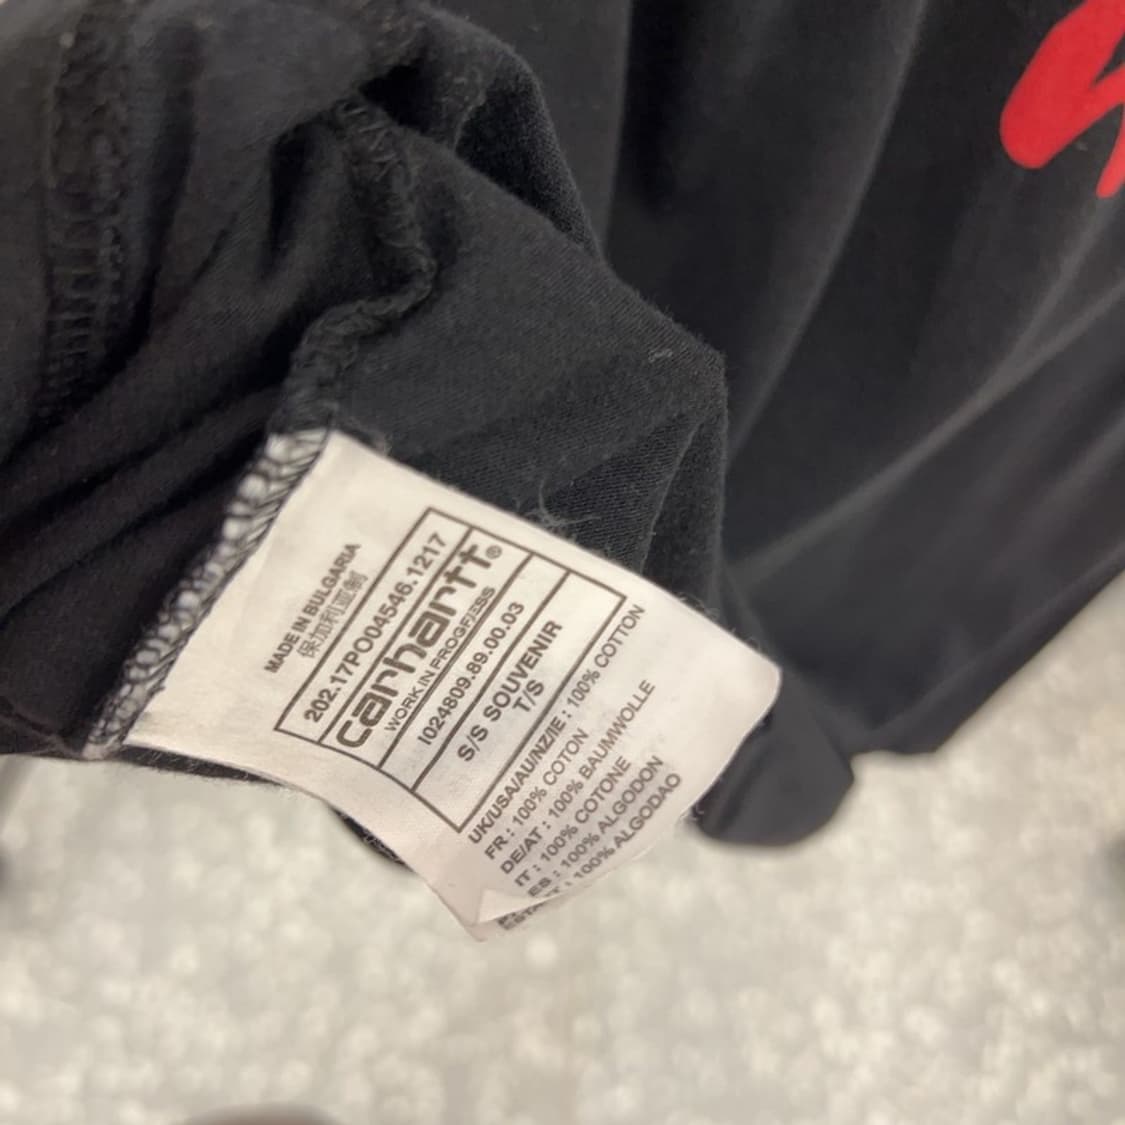 MADE IN BULGARIA
保加利亚制
202.17PO04546.1217
carhartt®
WORK IN PROGRESS
I024809.89.00.03
S/S SOUVENIR
T/S
UK/USA/AU/NZ/IE : 100% COTTON
FR : 100% COTON
DE/AT : 100% BAUMWOLLE
IT : 100% COTONE
ES : 100% ALGODON
100% ALGODAO